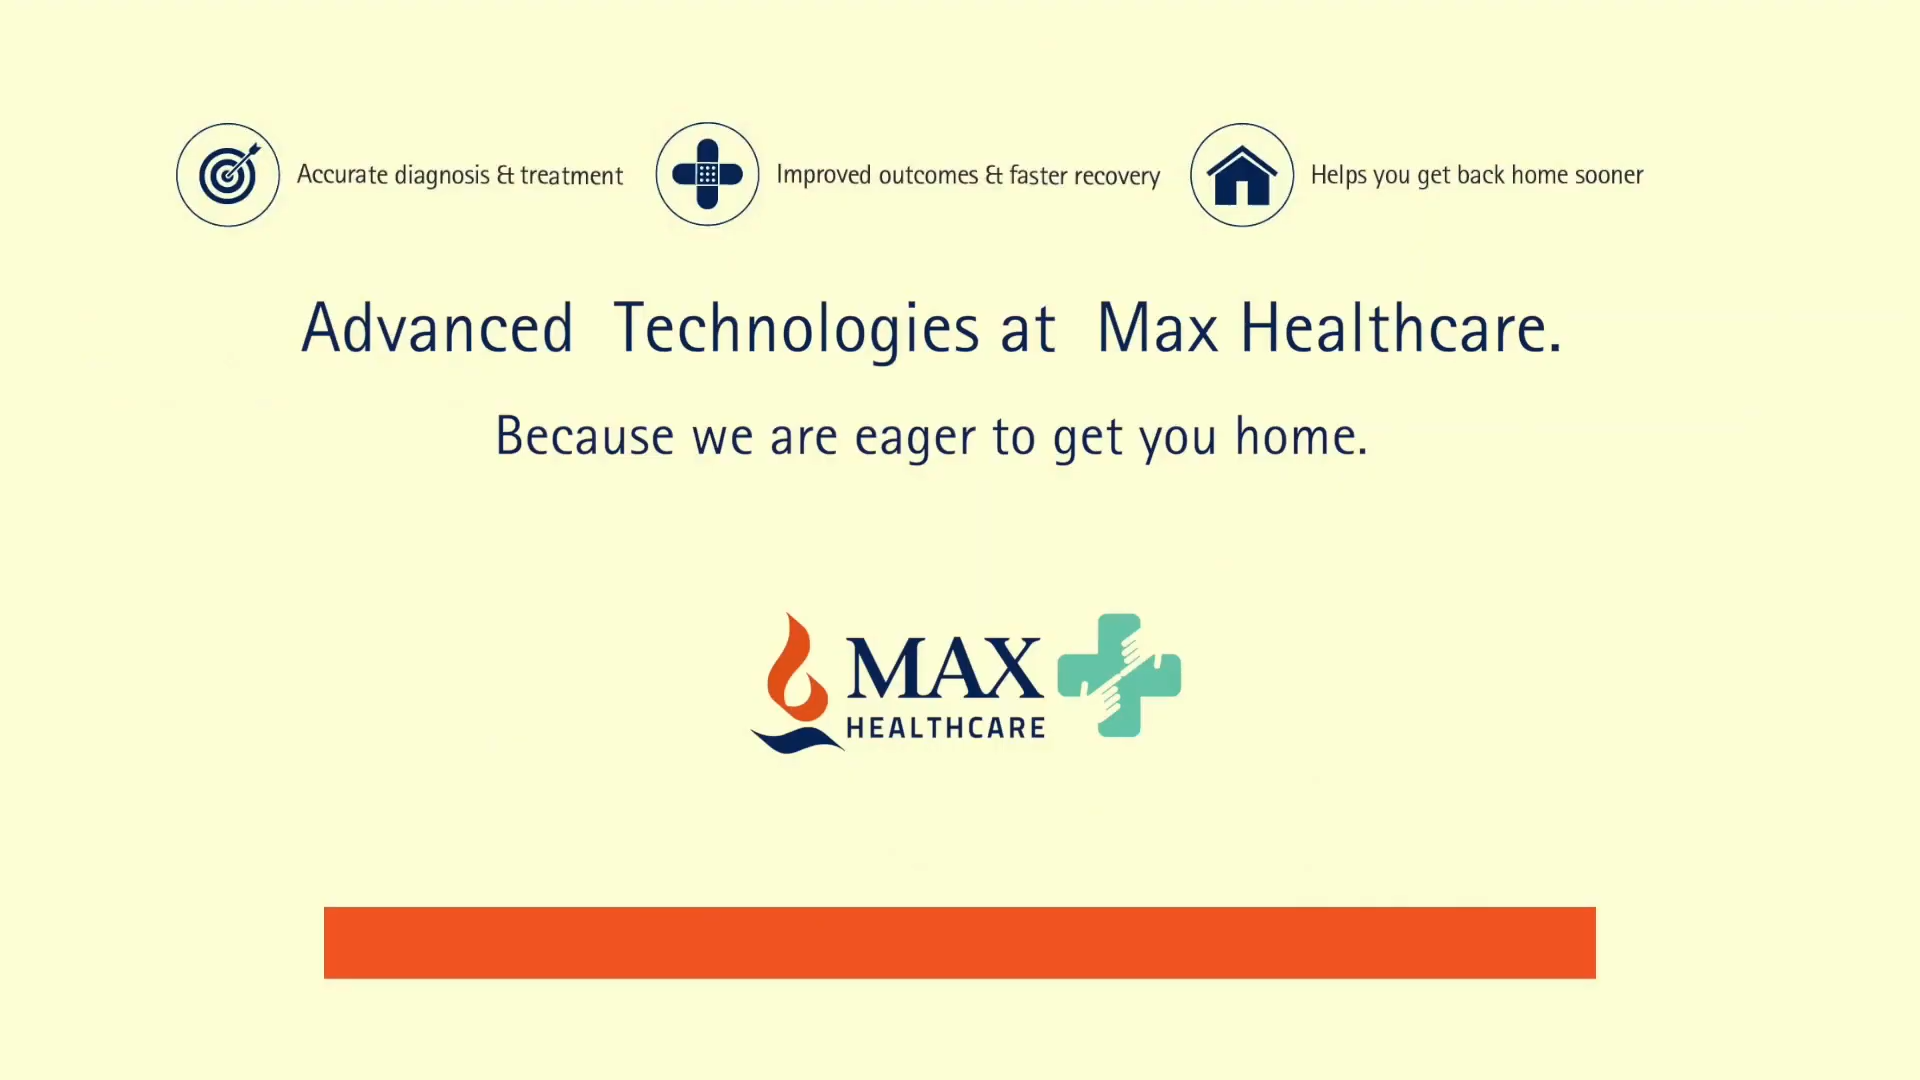 Accurate diagnosis & treatment
Improved outcomes & faster recovery
Helps you get back home sooner
Advanced Technologies at Max Healthcare.
Because we are eager to get you home.
MAX
HEALTHCARE